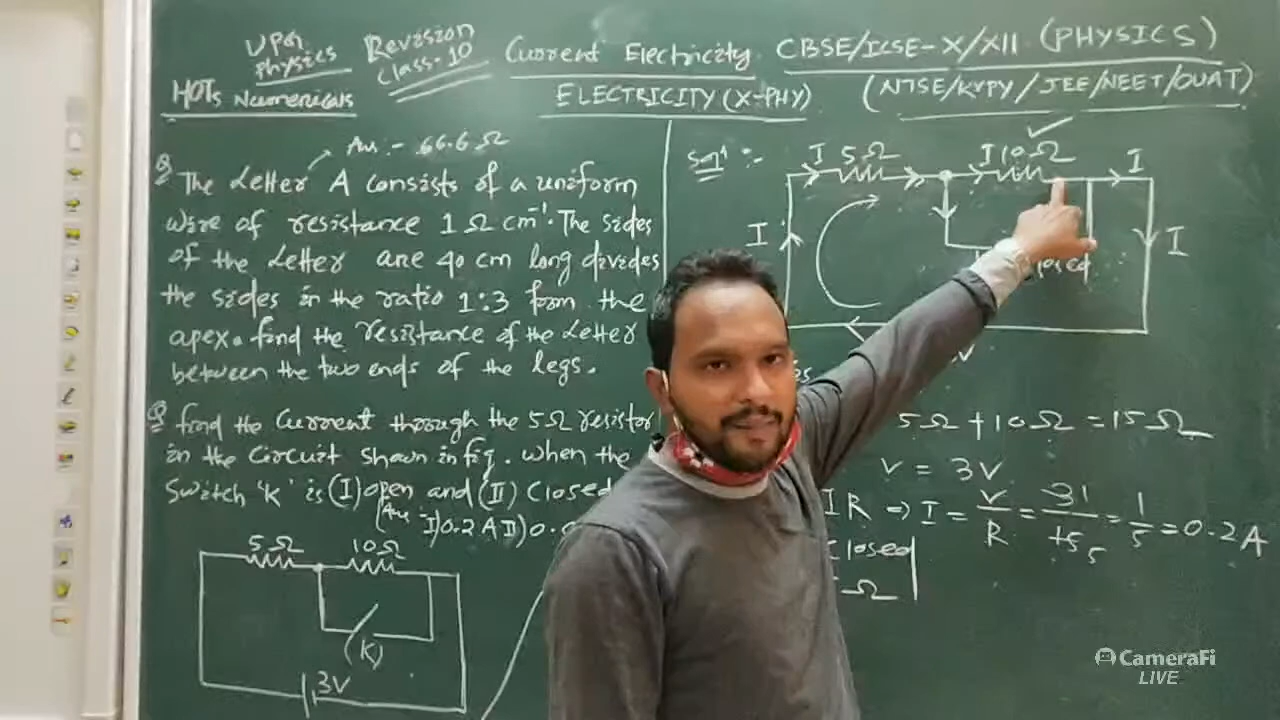 UPOR Physics
Revision Class-10
Current Electricity
CBSE/ICSE-X/XII (PHYSICS)
HOTs Numericals
ELECTRICITY (X-PHY)
(NTSE/KVPY/JEE/NEET/OUAT)
Ans:- 66.6 Ω
Q The Letter A consists of a uniform
wire of resistance 1 Ω cm⁻¹. The sides
of the Letter are 40 cm long divides
the sides in the ratio 1:3 form the
apex. find the resistance of the Letter
between the two ends of the legs.
Q find the Current through the 5Ω resistor
in the Circuit Shown in fig. when the
Switch 'K' is (I) open and (II) Closed
(Ans:- I) 0.2 A II) 0.
5Ω 10Ω
(K)
3V
Solⁿ:-
I 5Ω I 10Ω I
I I
5Ω + 10Ω = 15Ω
V = 3V
IR => I = V/R = 3/15 = 1/5 = 0.2 A
Closed
Ω
CameraFi
LIVE